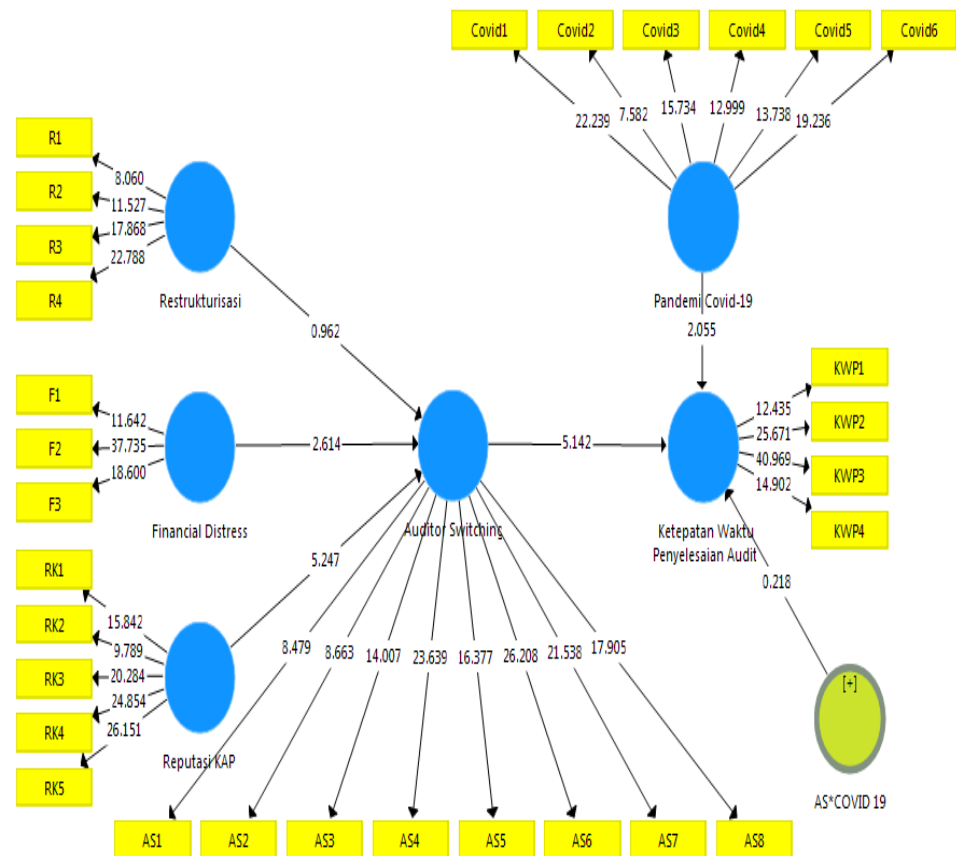 Covid1
Covid2
Covid3
Covid4
Covid5
Covid6
22.239
7.582
15.734
12.999
13.738
19.236
R1
R2
R3
R4
8.060
11.527
17.868
22.788
Restrukturisasi
Pandemi Covid-19
0.962
2.055
F1
F2
F3
11.642
37.735
18.600
Financial Distress
2.614
Auditor Switching
5.142
Ketepatan Waktu
Penyelesaian Audit
KWP1
KWP2
KWP3
KWP4
12.435
25.671
40.969
14.902
RK1
RK2
RK3
RK4
RK5
15.842
9.789
20.284
24.854
26.151
Reputasi KAP
5.247
0.218
8.479
8.663
14.007
23.639
16.377
26.208
21.538
17.905
[+]
AS*COVID 19
AS1
AS2
AS3
AS4
AS5
AS6
AS7
AS8